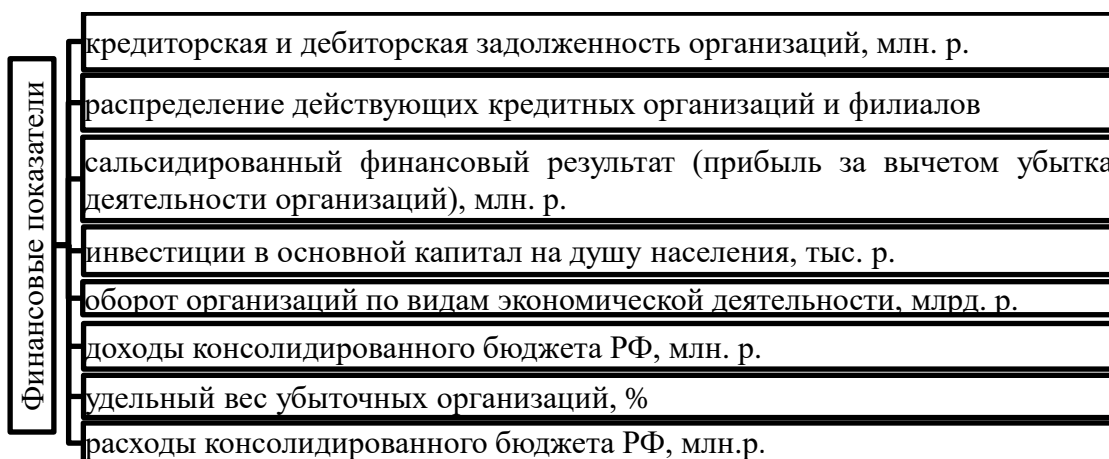 Финансовые показатели
кредиторская и дебиторская задолженность организаций, млн. р.
распределение действующих кредитных организаций и филиалов
сальсидированный финансовый результат (прибыль за вычетом убытка
деятельности организаций), млн. р.
инвестиции в основной капитал на душу населения, тыс. р.
оборот организаций по видам экономической деятельности, млрд. р.
доходы консолидированного бюджета РФ, млн. р.
удельный вес убыточных организаций, %
расходы консолидированного бюджета РФ, млн.р.